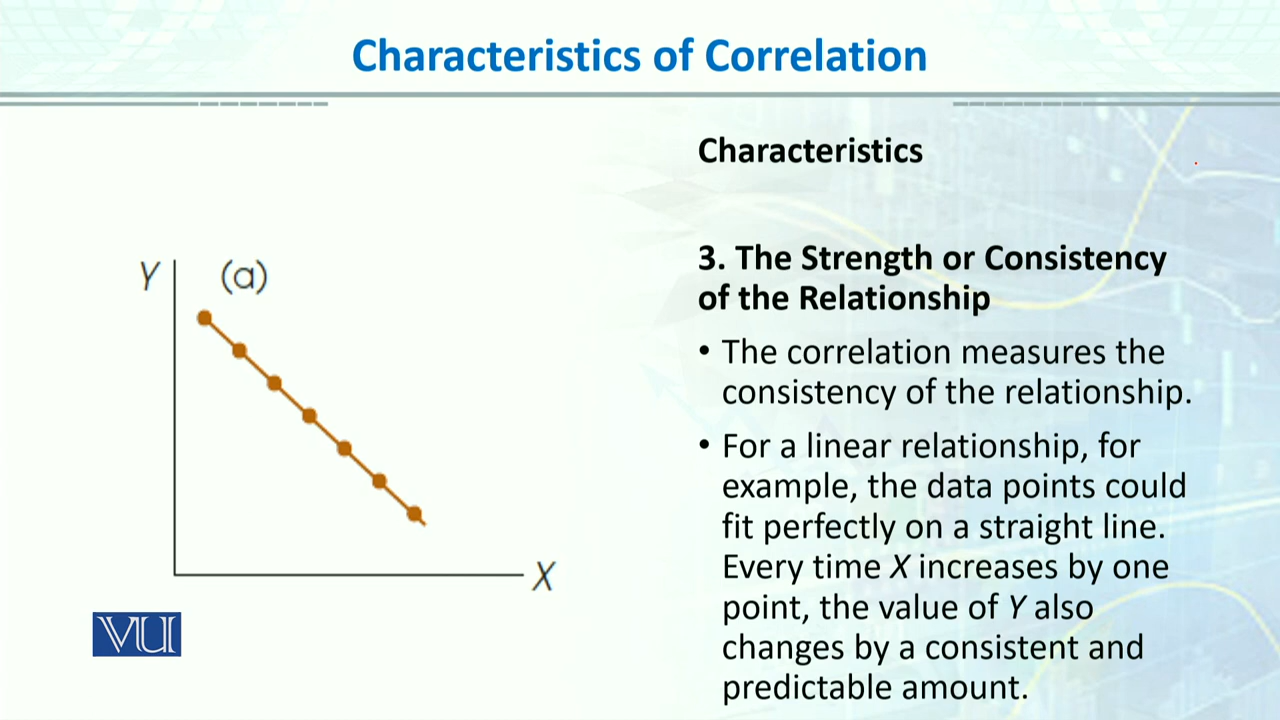 Characteristics of Correlation
Characteristics
Y (a)
X
VU
3. The Strength or Consistency
of the Relationship
• The correlation measures the
consistency of the relationship.
• For a linear relationship, for
example, the data points could
fit perfectly on a straight line.
Every time X increases by one
point, the value of Y also
changes by a consistent and
predictable amount.